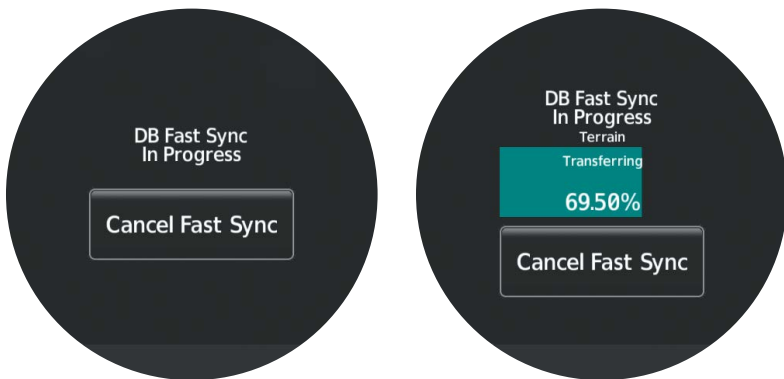 DB Fast Sync
In Progress
Cancel Fast Sync
DB Fast Sync
In Progress
Terrain
Transferring
69.50%
Cancel Fast Sync